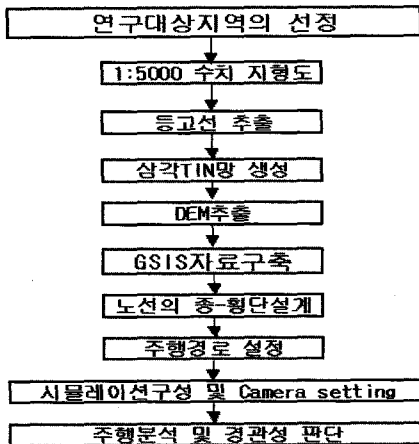 연구대상지역의 선정
1:5000 수치 지형도
등고선 추출
삼각TIN망 생성
DEM추출
GSIS자료구축
노선의 종-횡단설계
주행경로 설정
시뮬레이션구성 및 Camera setting
주행분석 및 경관성 판단